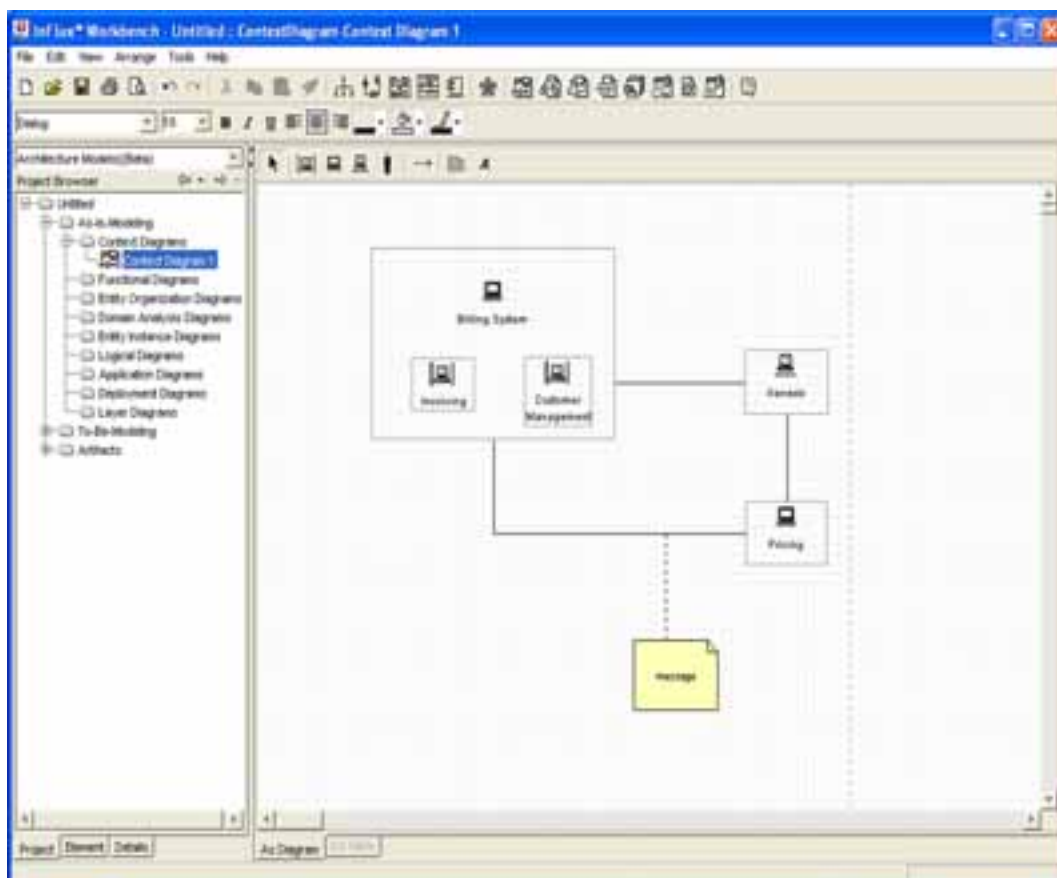 InFlux* Workbench - Untitled : ContextDiagram Context Diagram 1
File Edit View Arrange Tools Help
Dialog
10
B I U
Architecture Models(Beta)
Project Browser
Untitled
As-Is-Modeling
Context Diagrams
Context Diagram 1
Functional Diagrams
Entity Organization Diagrams
Domain Analysis Diagrams
Entity Instance Diagrams
Logical Diagrams
Application Diagrams
Deployment Diagrams
Layer Diagrams
To-Be-Modeling
Artifacts
Billing System
Invoicing
Customer
Management
Pricing
message
Project Element Details
As Diagram